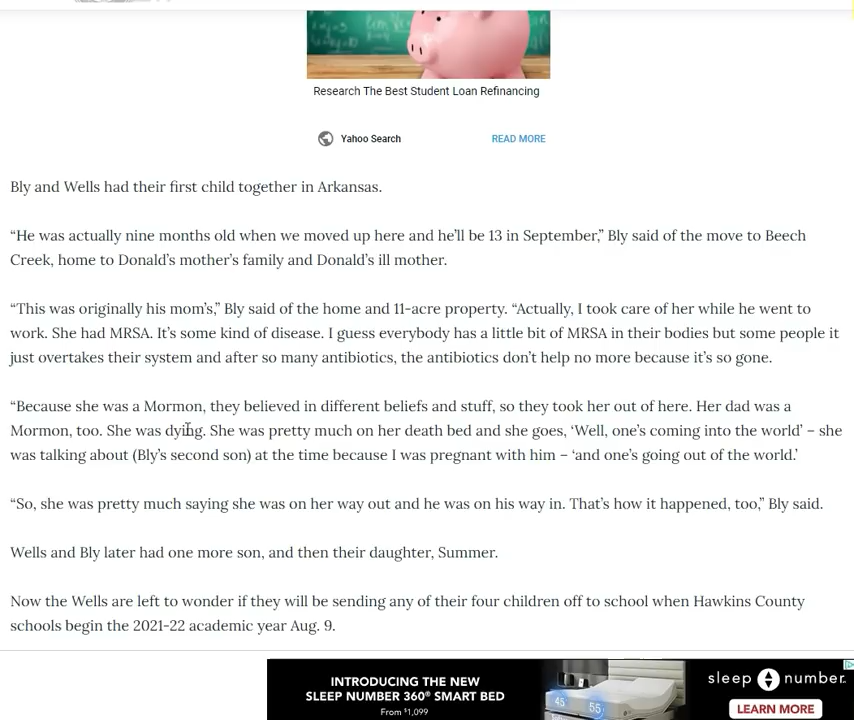 Research The Best Student Loan Refinancing
Yahoo Search READ MORE
Bly and Wells had their first child together in Arkansas.
“He was actually nine months old when we moved up here and he’ll be 13 in September,” Bly said of the move to Beech
Creek, home to Donald’s mother’s family and Donald’s ill mother.
“This was originally his mom’s,” Bly said of the home and 11-acre property. “Actually, I took care of her while he went to
work. She had MRSA. It’s some kind of disease. I guess everybody has a little bit of MRSA in their bodies but some people it
just overtakes their system and after so many antibiotics, the antibiotics don’t help no more because it’s so gone.
“Because she was a Mormon, they believed in different beliefs and stuff, so they took her out of here. Her dad was a
Mormon, too. She was dying. She was pretty much on her death bed and she goes, ‘Well, one’s coming into the world’ – she
was talking about (Bly’s second son) at the time because I was pregnant with him – ‘and one’s going out of the world.’
“So, she was pretty much saying she was on her way out and he was on his way in. That’s how it happened, too,” Bly said.
Wells and Bly later had one more son, and then their daughter, Summer.
Now the Wells are left to wonder if they will be sending any of their four children off to school when Hawkins County
schools begin the 2021-22 academic year Aug. 9.
INTRODUCING THE NEW
SLEEP NUMBER 360® SMART BED
From $1,099
45 55
sleep number.
LEARN MORE